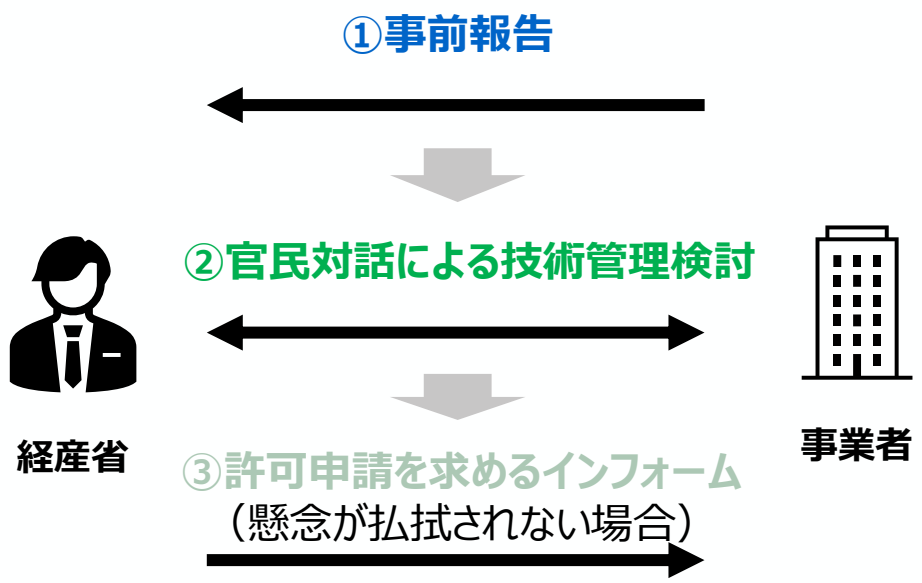 ①事前報告
②官民対話による技術管理検討
経産省
事業者
③許可申請を求めるインフォーム
（懸念が払拭されない場合）